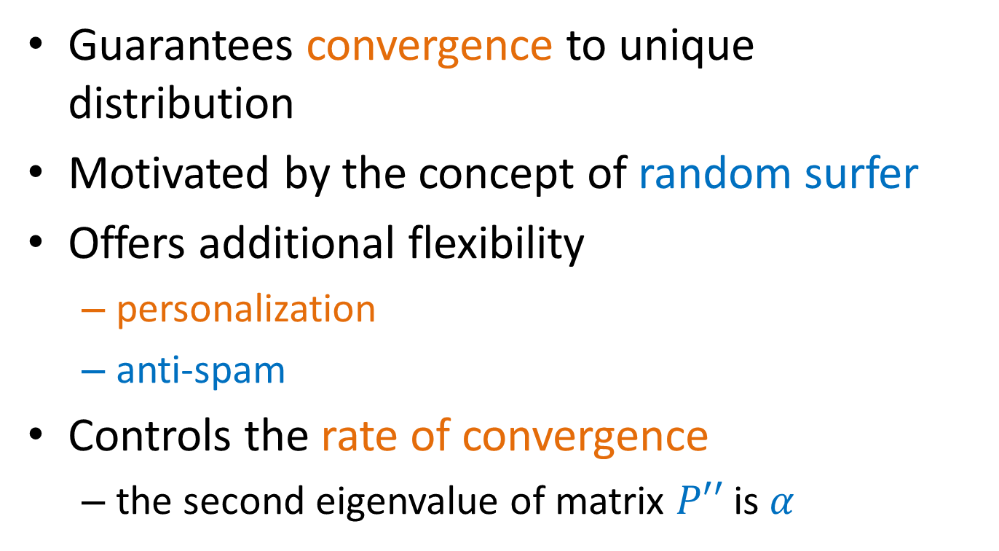 • Guarantees convergence to unique
distribution
• Motivated by the concept of random surfer
• Offers additional flexibility
– personalization
– anti-spam
• Controls the rate of convergence
– the second eigenvalue of matrix P′′ is α